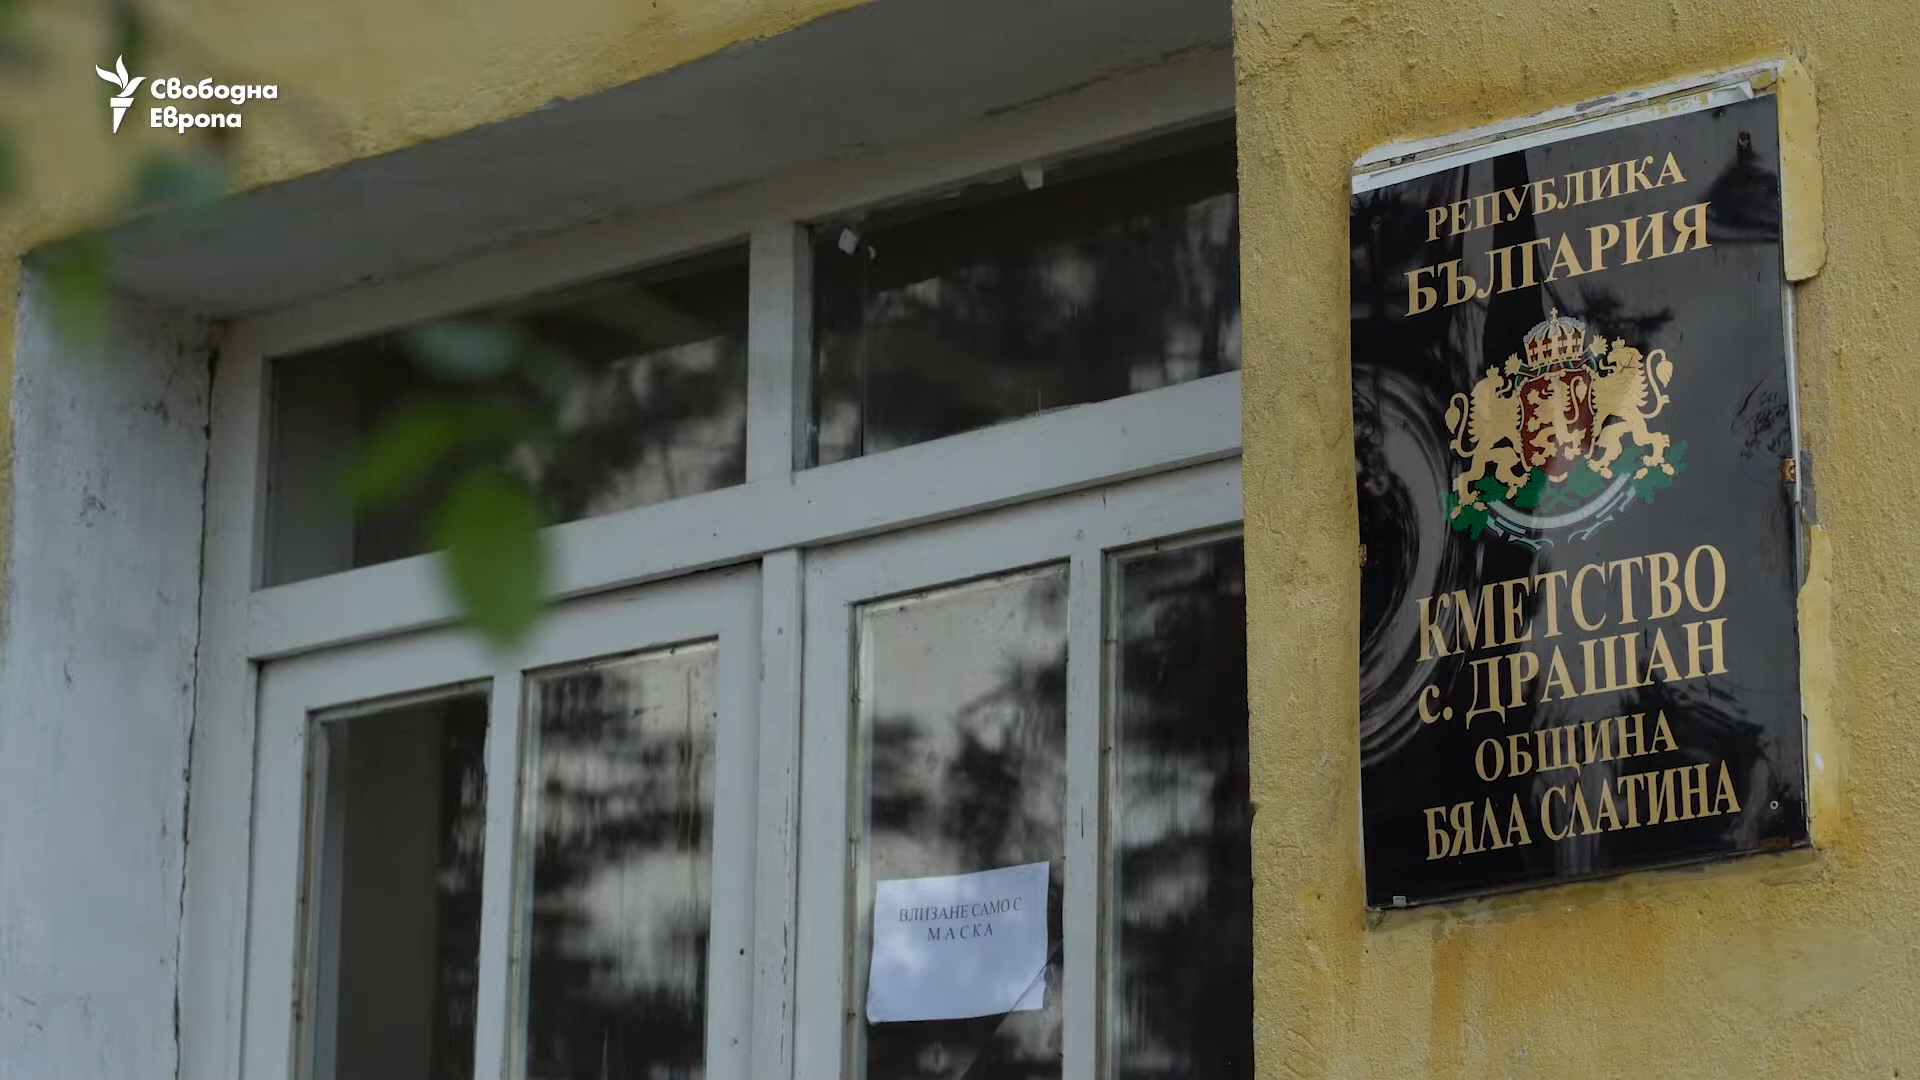 Свободна
Европа
РЕПУБЛИКА
БЪЛГАРИЯ
КМЕТСТВО
с. ДРАШАН
ОБЩИНА
БЯЛА СЛАТИНА
ВЛИЗАНЕ САМО С
МАСКА